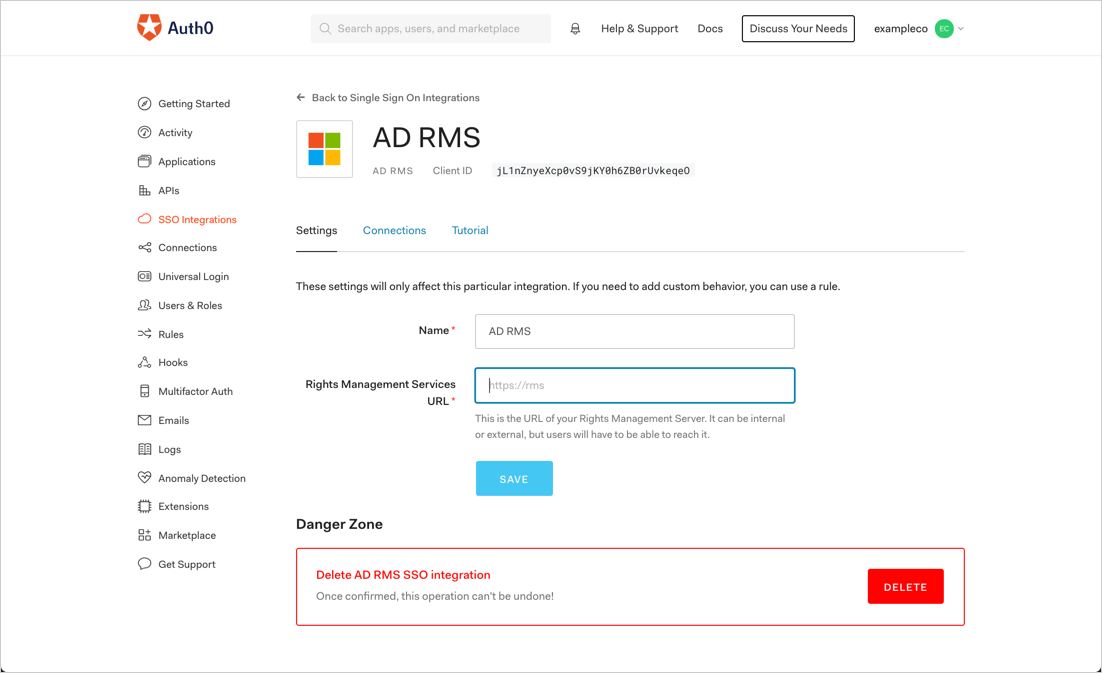 Auth0
Search apps, users, and marketplace
Help & Support
Docs
Discuss Your Needs
exampleco
EC
Getting Started
Activity
Applications
APIs
SSO Integrations
Connections
Universal Login
Users & Roles
Rules
Hooks
Multifactor Auth
Emails
Logs
Anomaly Detection
Extensions
Marketplace
Get Support
Back to Single Sign On Integrations
AD RMS
AD RMS
Client ID
jL1nZnyeXcp0vS9jKY0h6ZB0rUvkeqeO
Settings
Connections
Tutorial
These settings will only affect this particular integration. If you need to add custom behavior, you can use a rule.
Name*
AD RMS
Rights Management Services
URL*
https://rms
This is the URL of your Rights Management Server. It can be internal
or external, but users will have to be able to reach it.
SAVE
Danger Zone
Delete AD RMS SSO integration
Once confirmed, this operation can't be undone!
DELETE